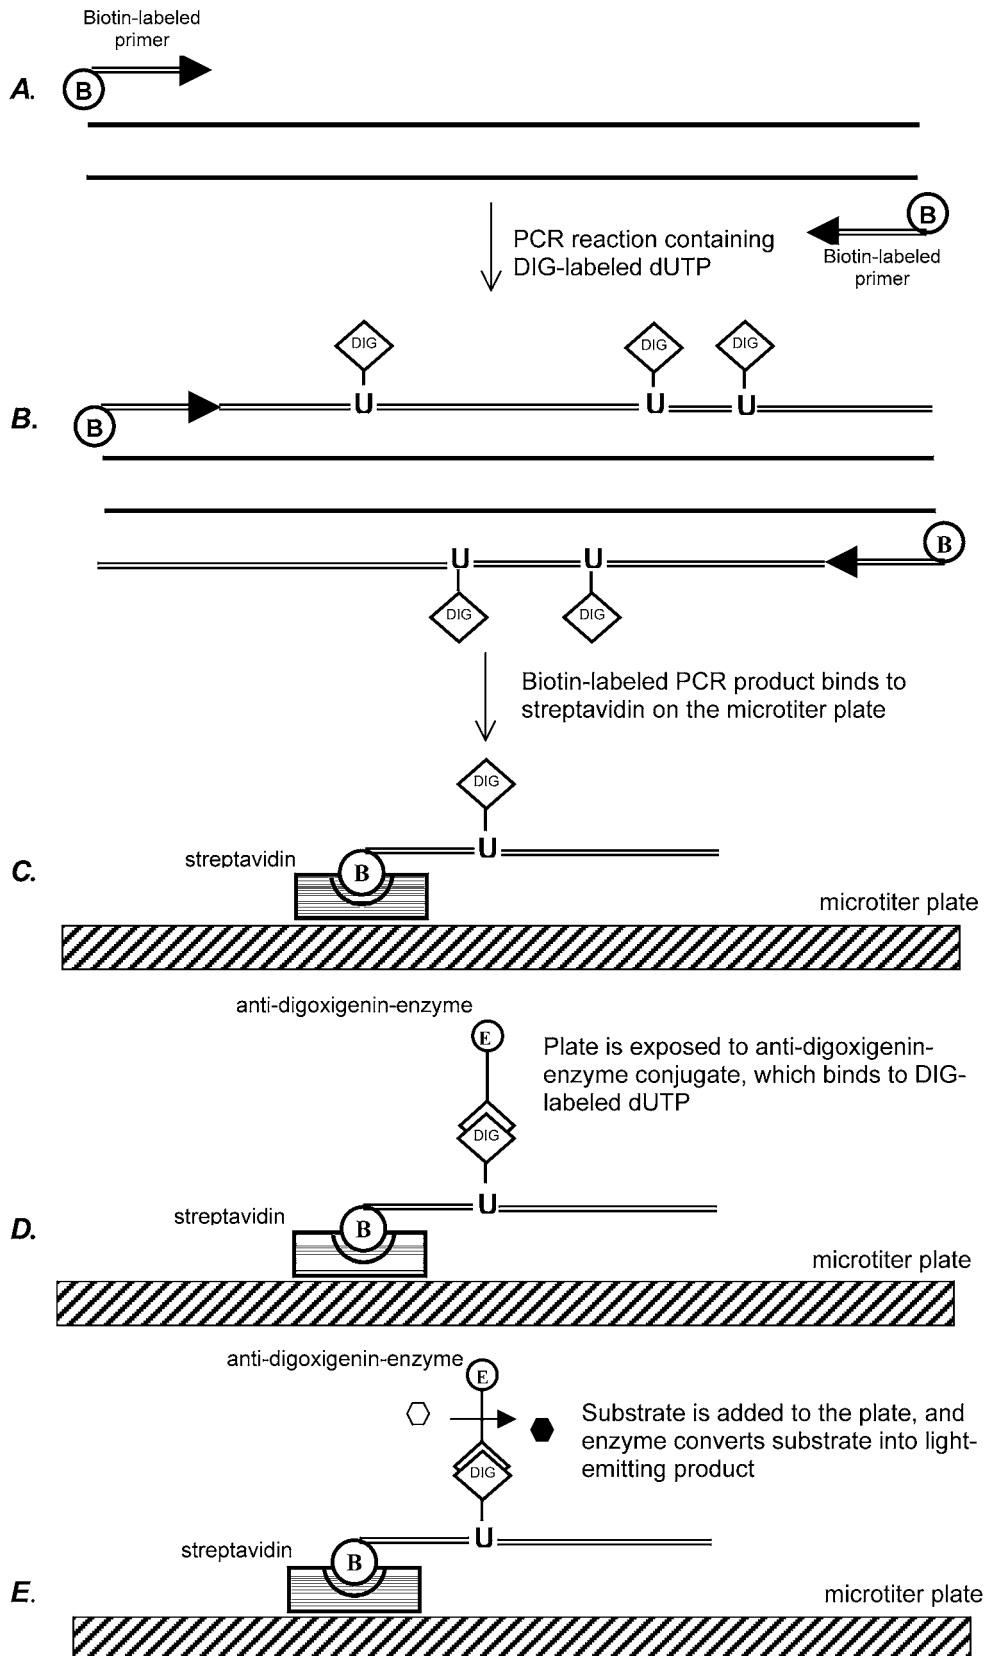 Biotin-labeled
primer
A.
B
B
PCR reaction containing
DIG-labeled dUTP
Biotin-labeled
primer
DIG
DIG
DIG
B.
B
U
U
U
B
U
U
DIG
DIG
Biotin-labeled PCR product binds to
streptavidin on the microtiter plate
DIG
U
streptavidin
C.
B
microtiter plate
anti-digoxigenin-enzyme
E
Plate is exposed to anti-digoxigenin-
enzyme conjugate, which binds to DIG-
labeled dUTP
DIG
U
streptavidin
D.
B
microtiter plate
anti-digoxigenin-enzyme
E
Substrate is added to the plate, and
enzyme converts substrate into light-
emitting product
DIG
U
streptavidin
B
E.
microtiter plate